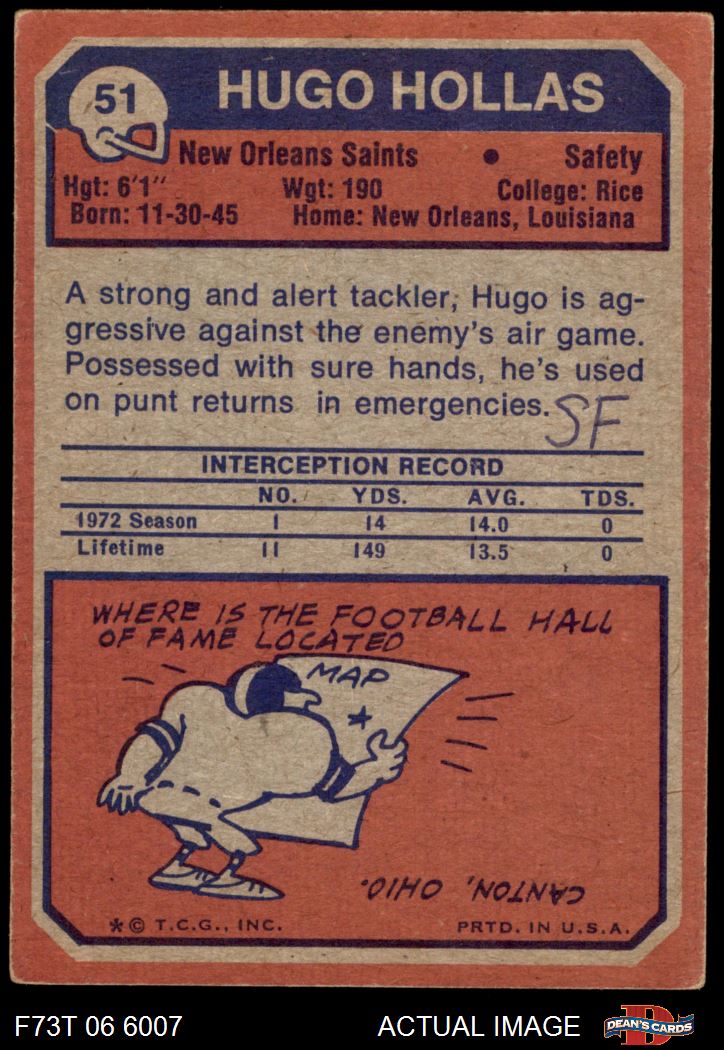 51
HUGO HOLLAS
New Orleans Saints • Safety
Hgt: 6'1" Wgt: 190 College: Rice
Born: 11-30-45 Home: New Orleans, Louisiana
A strong and alert tackler, Hugo is ag-
gressive against the enemy's air game.
Possessed with sure hands, he's used
on punt returns in emergencies.
SF
INTERCEPTION RECORD
NO. YDS. AVG. TDS.
1972 Season 1 14 14.0 0
Lifetime 11 149 13.5 0
WHERE IS THE FOOTBALL HALL
OF FAME LOCATED
MAP
CANTON, OHIO.
* © T.C.G., INC. PRTD. IN U.S.A.
F73T 06 6007 ACTUAL IMAGE D DEAN'S CARDS